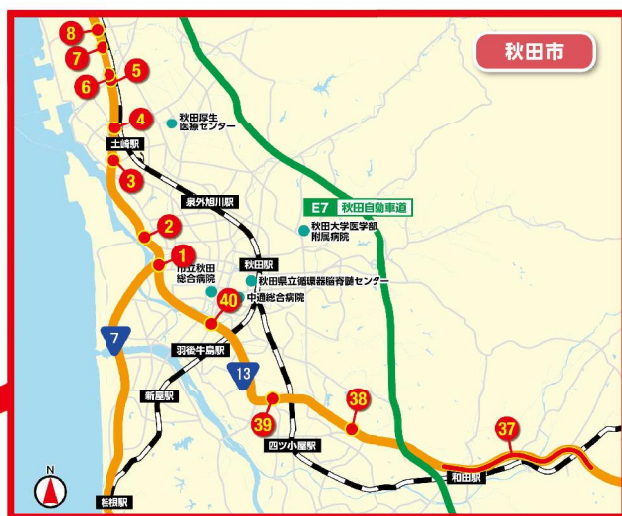 秋田市
8
7
6
5
4
秋田厚生
医療センター
土崎駅
3
泉外旭川駅
E7 秋田自動車道
秋田大学医学部
附属病院
2
1
市立秋田
総合病院
秋田駅
秋田県立循環器脳脊髄センター
中通総合病院
40
7
羽後牛島駅
13
新屋駅
39
38
四ツ小屋駅
37
和田駅
N
桂根駅